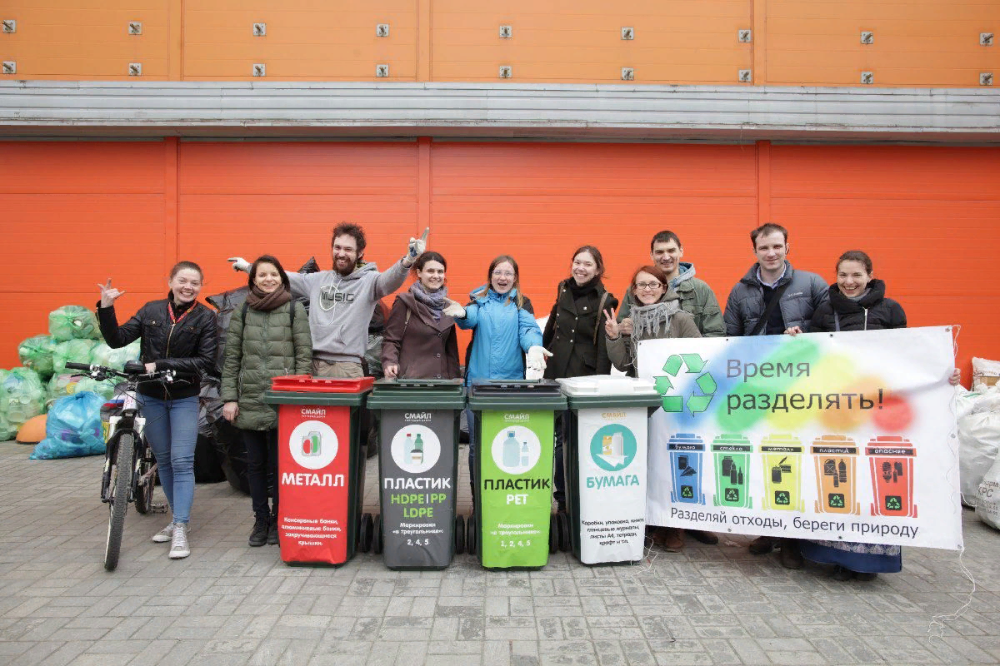 MUSIC
СМАЙЛ
МЕТАЛЛ
Консервные банки,
алюминиевые банки,
закручивающиеся
крышки
СМАЙЛ
ПЛАСТИК
HDPE|PP
LDPE
Маркировки
«в треугольнике»
2, 4, 5
СМАЙЛ
ПЛАСТИК
PET
Маркировки
«в треугольнике»
1, 2, 4, 5
СМАЙЛ
БУМАГА
Коробки, упаковка, книги,
глянцевые журналы,
листы А4, тетради,
крафт и т.п.
Время
разделять!
бумага
стекло
металл
пластик
опасное
Разделяй отходы, береги природу
Columbia